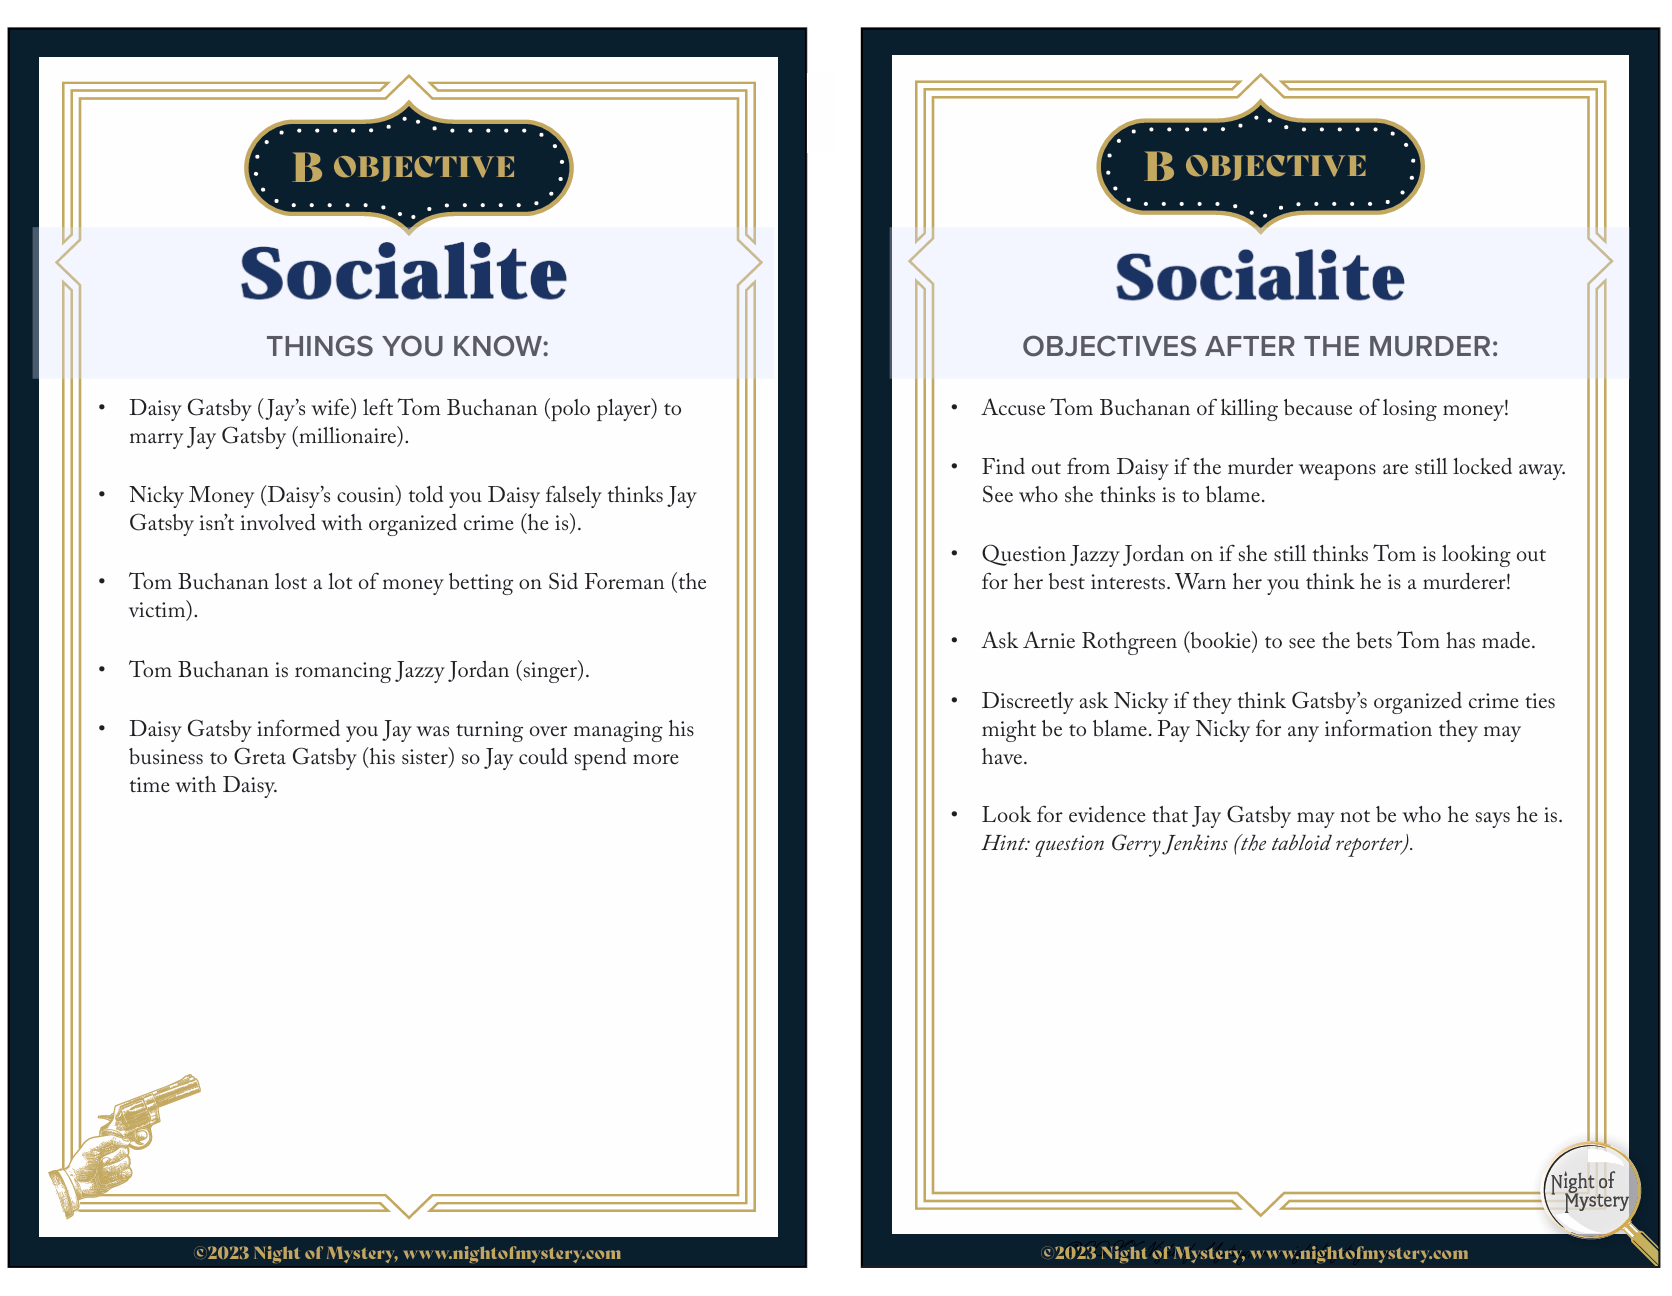 B OBJECTIVE
Socialite
THINGS YOU KNOW:
• Daisy Gatsby (Jay’s wife) left Tom Buchanan (polo player) to
marry Jay Gatsby (millionaire).
• Nicky Money (Daisy’s cousin) told you Daisy falsely thinks Jay
Gatsby isn’t involved with organized crime (he is).
• Tom Buchanan lost a lot of money betting on Sid Foreman (the
victim).
• Tom Buchanan is romancing Jazzy Jordan (singer).
• Daisy Gatsby informed you Jay was turning over managing his
business to Greta Gatsby (his sister) so Jay could spend more
time with Daisy.
©2023 Night of Mystery, www.nightofmystery.com
B OBJECTIVE
Socialite
OBJECTIVES AFTER THE MURDER:
• Accuse Tom Buchanan of killing because of losing money!
• Find out from Daisy if the murder weapons are still locked away.
See who she thinks is to blame.
• Question Jazzy Jordan on if she still thinks Tom is looking out
for her best interests. Warn her you think he is a murderer!
• Ask Arnie Rothgreen (bookie) to see the bets Tom has made.
• Discreetly ask Nicky if they think Gatsby’s organized crime ties
might be to blame. Pay Nicky for any information they may
have.
• Look for evidence that Jay Gatsby may not be who he says he is.
Hint: question Gerry Jenkins (the tabloid reporter).
Night of
Mystery
©2023 Night of Mystery, www.nightofmystery.com